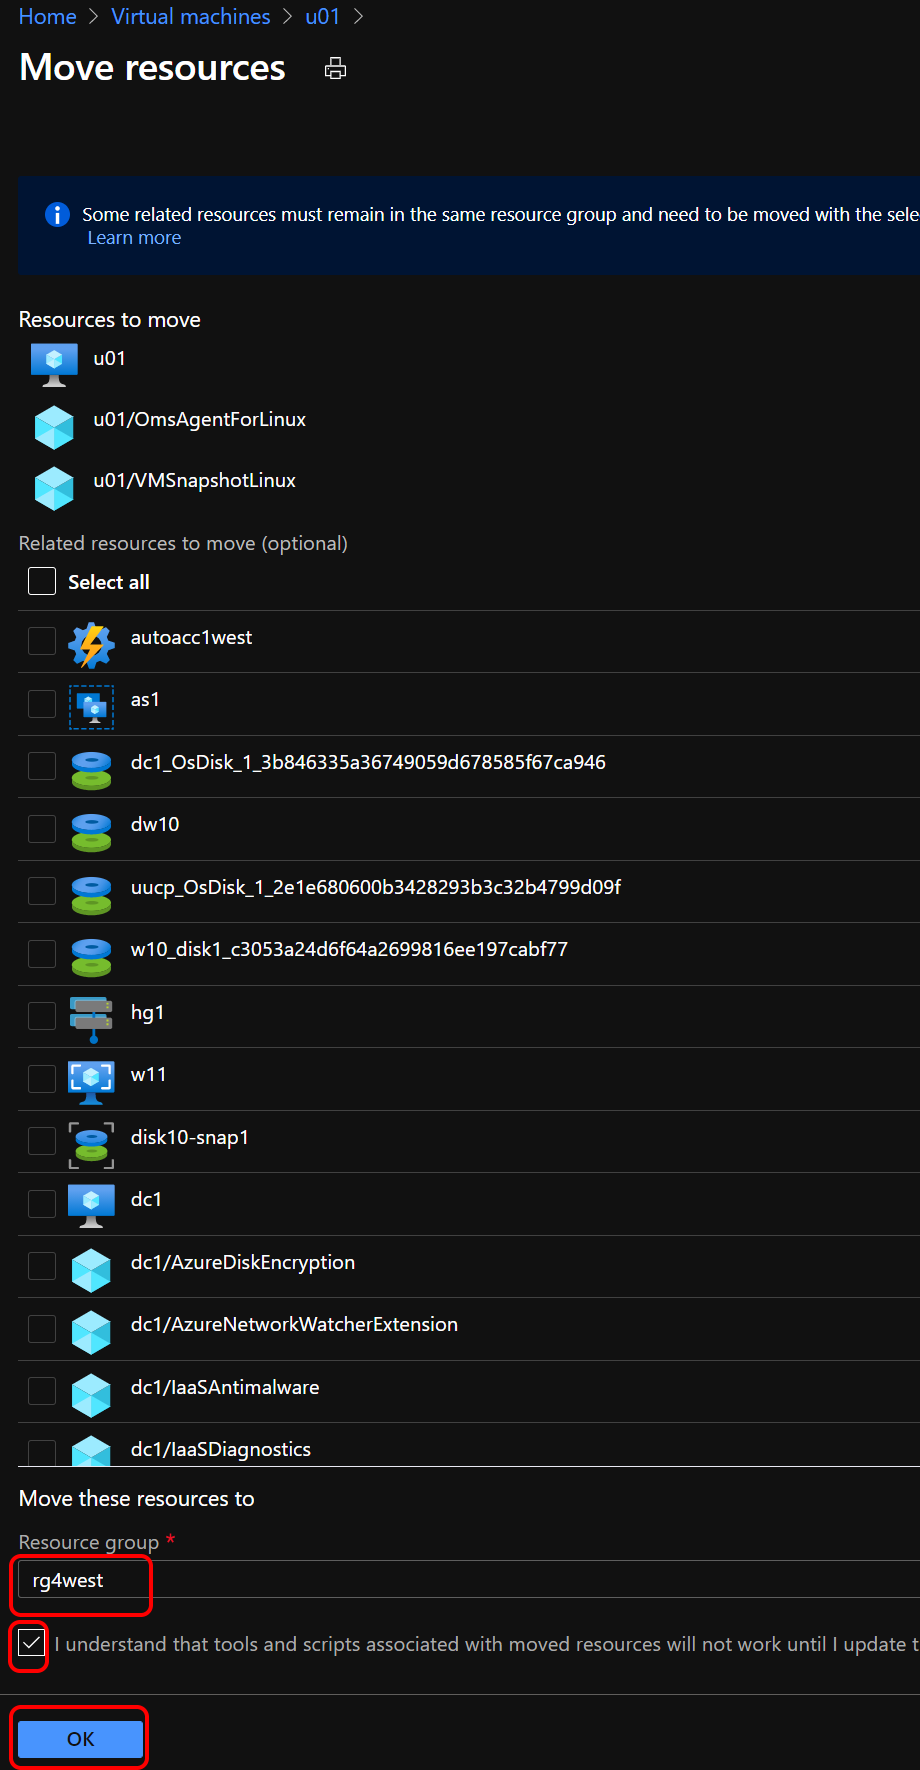 Home > Virtual machines > u01 >
Move resources
Some related resources must remain in the same resource group and need to be moved with the sele
Learn more
Resources to move
u01
u01/OmsAgentForLinux
u01/VMSnapshotLinux
Related resources to move (optional)
Select all
autoacc1west
as1
dc1_OsDisk_1_3b846335a36749059d678585f67ca946
dw10
uucp_OsDisk_1_2e1e680600b3428293b3c32b4799d09f
w10_disk1_c3053a24d6f64a2699816ee197cabf77
hg1
w11
disk10-snap1
dc1
dc1/AzureDiskEncryption
dc1/AzureNetworkWatcherExtension
dc1/IaaSAntimalware
dc1/IaaSDiagnostics
Move these resources to
Resource group *
rg4west
I understand that tools and scripts associated with moved resources will not work until I update t
OK